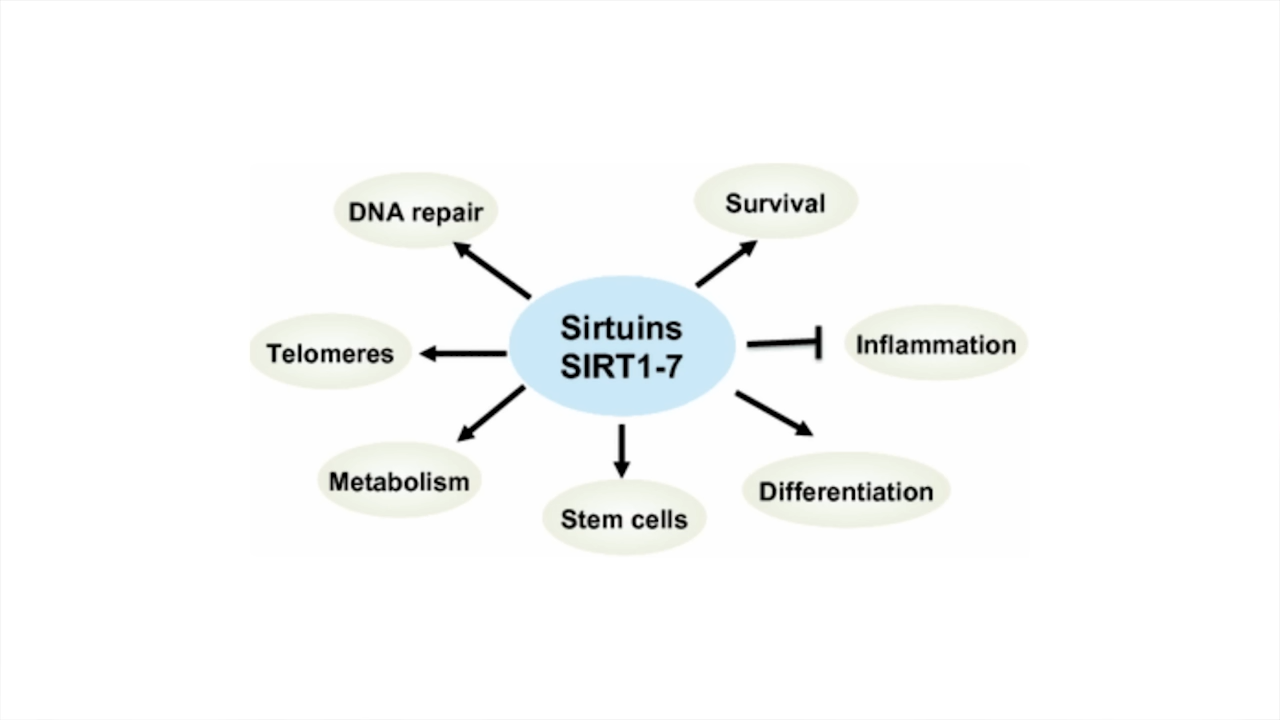 DNA repair
Survival
Sirtuins
SIRT1-7
Telomeres
Inflammation
Metabolism
Stem cells
Differentiation